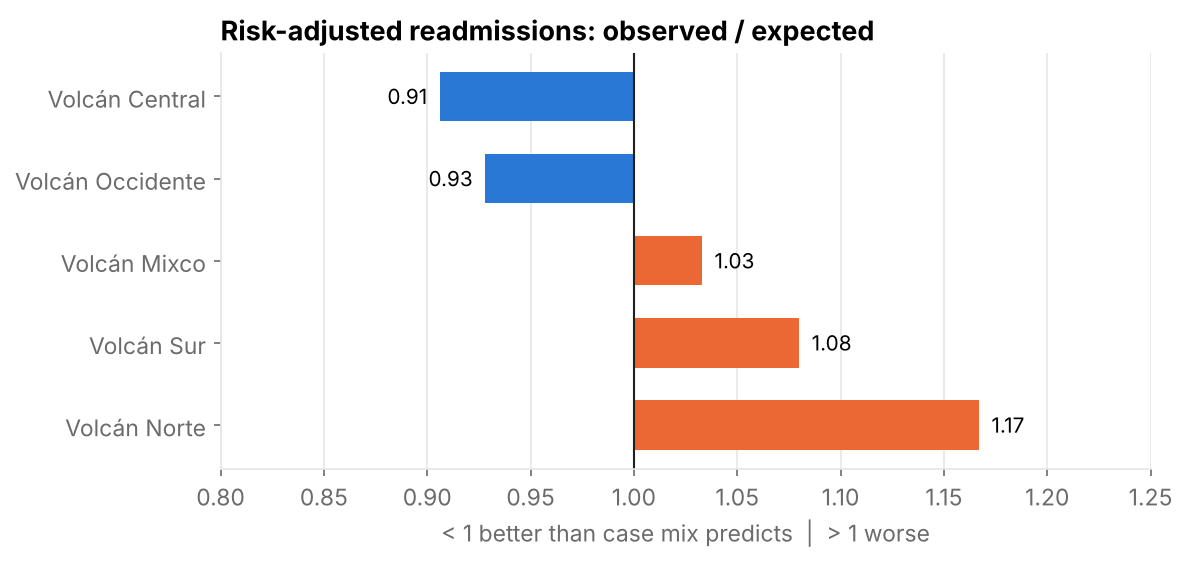 Risk-adjusted readmissions: observed / expected
Volcán Central 0.91
Volcán Occidente 0.93
Volcán Mixco 1.03
Volcán Sur 1.08
Volcán Norte 1.17
0.80 0.85 0.90 0.95 1.00 1.05 1.10 1.15 1.20 1.25
< 1 better than case mix predicts | > 1 worse